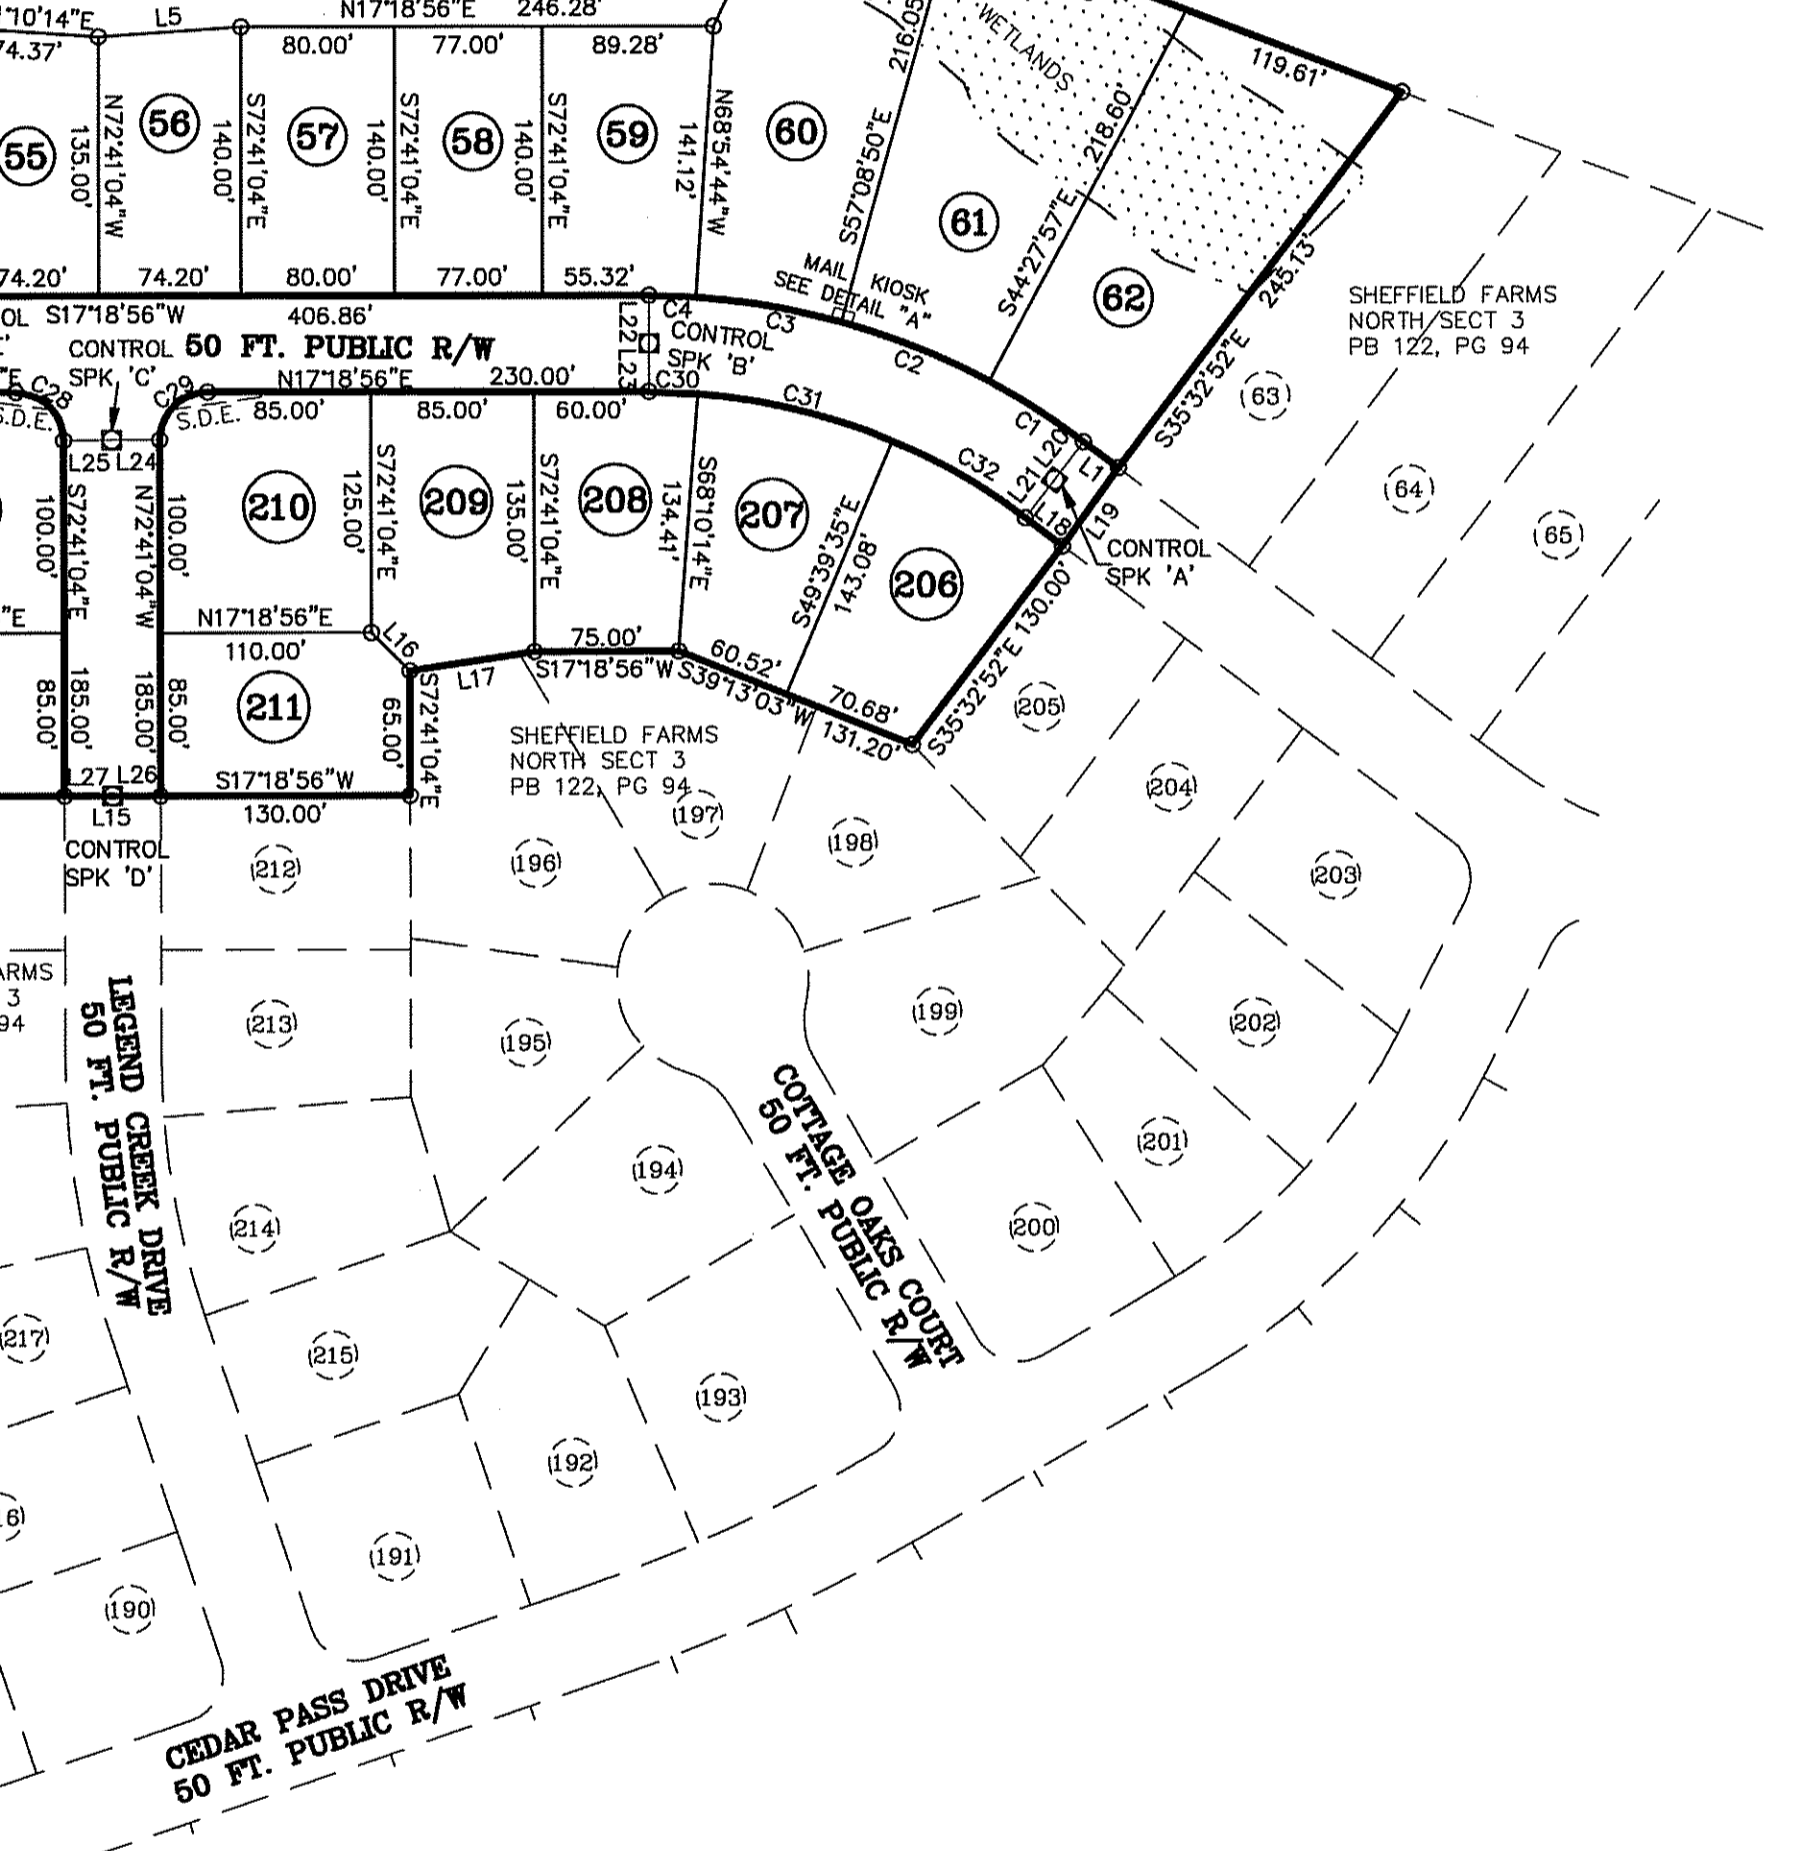 °10'14"E
L5
N17°18'56"E 246.28'
74.37'
80.00'
77.00'
89.28'
216.05'
WETLANDS
119.61'
55
135.00'
N72°41'04"W
56
140.00'
S72°41'04"E
57
140.00'
S72°41'04"E
58
140.00'
S72°41'04"E
59
141.12'
N68°54'44"W
60
S57°08'50"E
61
S44°27'57"E
218.60'
62
245.13'
S35°32'52"E
74.20'
74.20'
80.00'
77.00'
55.32'
MAIL KIOSK
SEE DETAIL "A"
SHEFFIELD FARMS
NORTH SECT 3
PB 122, PG 94
OL
S17°18'56"W
406.86'
L22
C4
C3
C2
C1
CONTROL
SPK 'B'
50 FT. PUBLIC R/W
CONTROL
SPK 'C'
L23
C30
C31
C32
L20
L1
L21
L18
L19
CONTROL
SPK 'A'
"E
C28
S.D.E.
C29
S.D.E.
N17°18'56"E
230.00'
85.00'
85.00'
60.00'
63
64
65
L25
L24
100.00'
S72°41'04"E
N72°41'04"W
100.00'
210
125.00'
S72°41'04"E
209
135.00'
S72°41'04"E
208
134.41'
S68°10'14"E
207
S49°39'35"E
143.08'
206
S35°32'52"E 130.00'
"E
N17°18'56"E
110.00'
L16
L17
75.00'
S17°18'56"W
60.52'
S39°13'03"W
70.68'
131.20'
85.00'
185.00'
185.00'
85.00'
211
65.00'
S72°41'04"E
SHEFFIELD FARMS
NORTH SECT 3
PB 122, PG 94
L27
L26
S17°18'56"W
130.00'
L15
CONTROL
SPK 'D'
205
204
203
197
198
196
212
ARMS
3
94
LEGEND CREEK DRIVE
50 FT. PUBLIC R/W
213
195
199
202
COTTAGE OAKS COURT
50 FT. PUBLIC R/W
201
200
194
214
217
215
193
192
16
191
190
CEDAR PASS DRIVE
50 FT. PUBLIC R/W